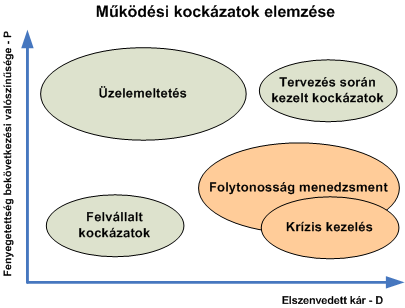 Működési kockázatok elemzése
Fenyegetettség bekövetkezési valószínűsége - P
Üzelemeltetés
Tervezés során
kezelt kockázatok
Folytonosság menedzsment
Felvállalt
kockázatok
Krízis kezelés
Elszenvedett kár - D